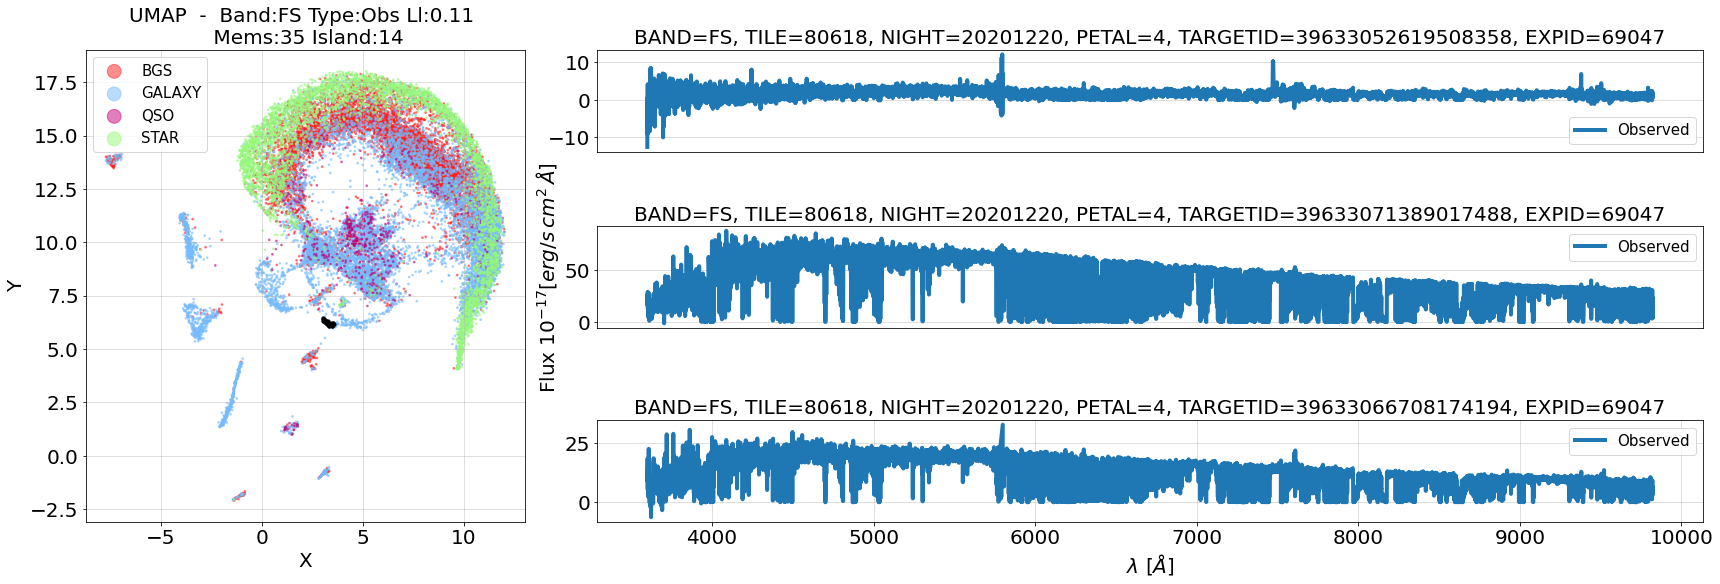 UMAP - Band:FS Type:Obs Ll:0.11
Mems:35 Island:14
BGS
GALAXY
QSO
STAR
17.5
15.0
12.5
10.0
7.5
5.0
2.5
0.0
−2.5
Y
−5
0
5
10
X
Flux 10⁻¹⁷[erg/s cm² Å]
BAND=FS, TILE=80618, NIGHT=20201220, PETAL=4, TARGETID=39633052619508358, EXPID=69047
10
0
−10
Observed
BAND=FS, TILE=80618, NIGHT=20201220, PETAL=4, TARGETID=39633071389017488, EXPID=69047
50
0
Observed
BAND=FS, TILE=80618, NIGHT=20201220, PETAL=4, TARGETID=39633066708174194, EXPID=69047
25
0
Observed
4000
5000
6000
7000
8000
9000
10000
λ [Å]